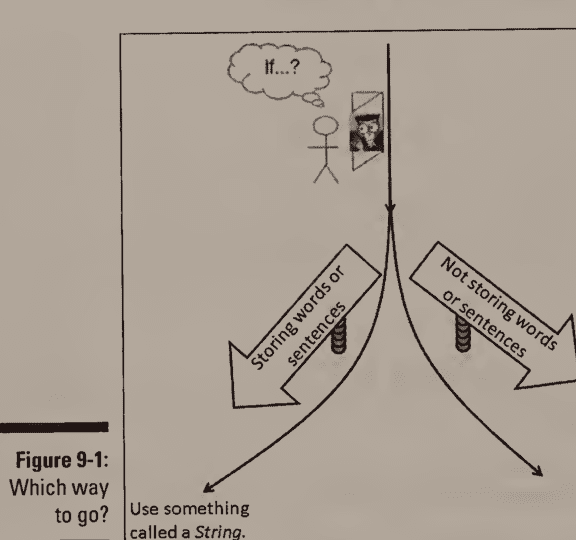 If...?
Storing words or
sentences
Not storing words
or sentences
Figure 9-1:
Which way
to go?
Use something
called a String.